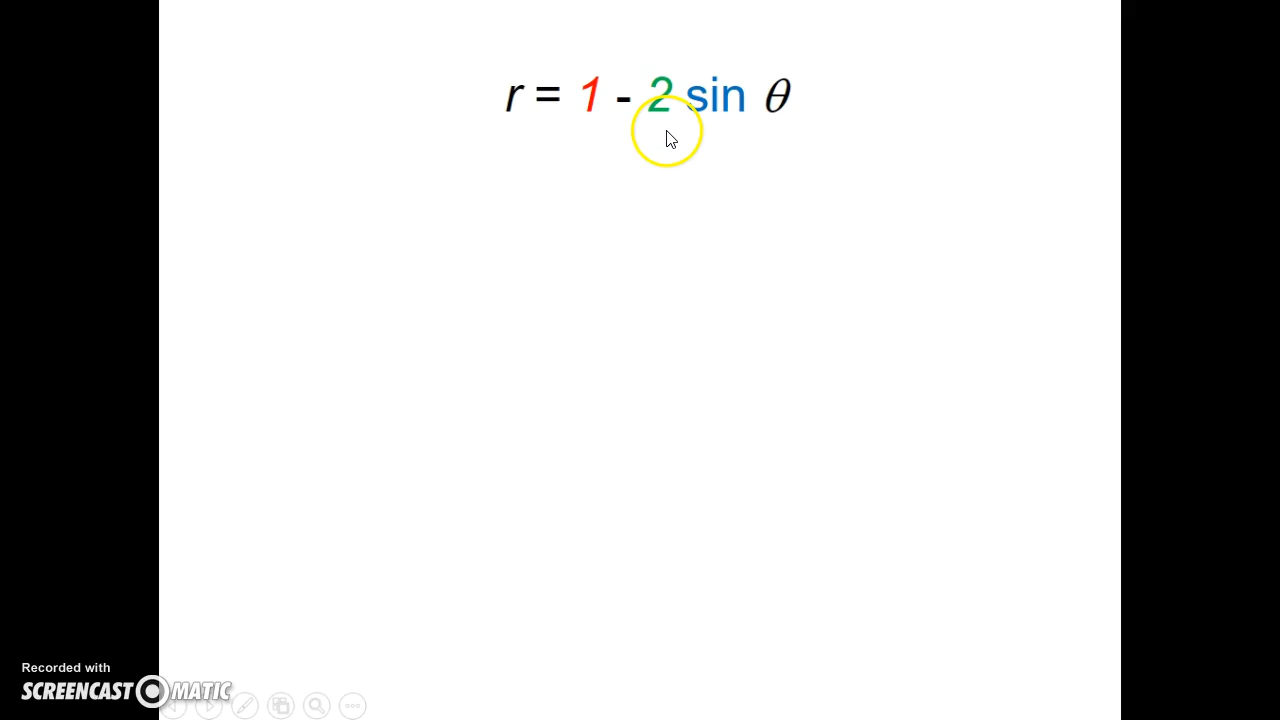 r = 1 - 2 sin θ
Recorded with
SCREENCAST MATIC